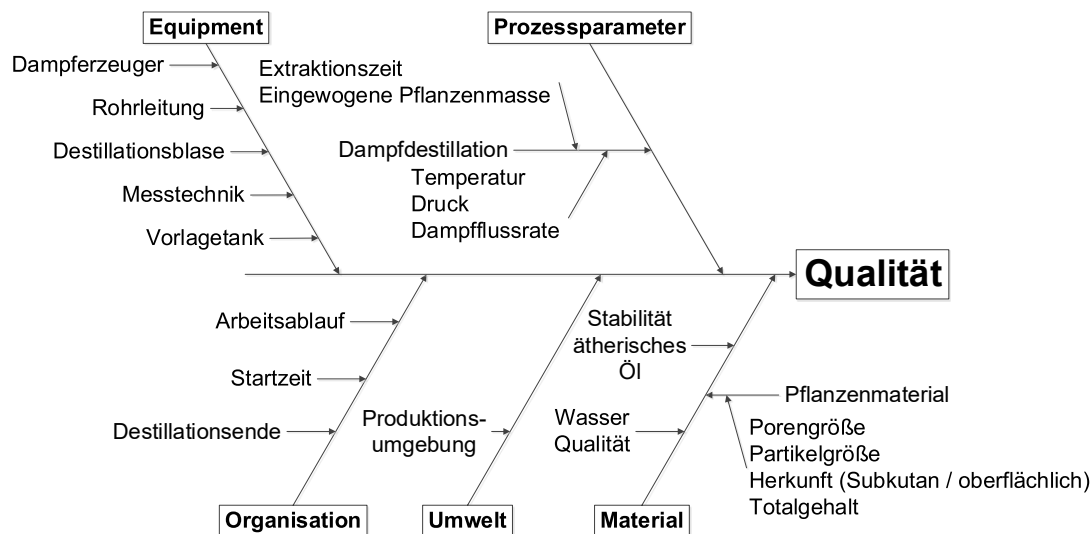 Equipment
Prozessparameter
Dampferzeuger
Extraktionszeit
Eingewogene Pflanzenmasse
Rohrleitung
Destillationsblase
Dampfdestillation
Temperatur
Druck
Dampfflussrate
Messtechnik
Vorlagetank
Qualität
Arbeitsablauf
Stabilität
ätherisches
Öl
Startzeit
Pflanzenmaterial
Destillationsende
Produktions-
umgebung
Wasser
Qualität
Porengröße
Partikelgröße
Herkunft (Subkutan / oberflächlich)
Totalgehalt
Organisation
Umwelt
Material